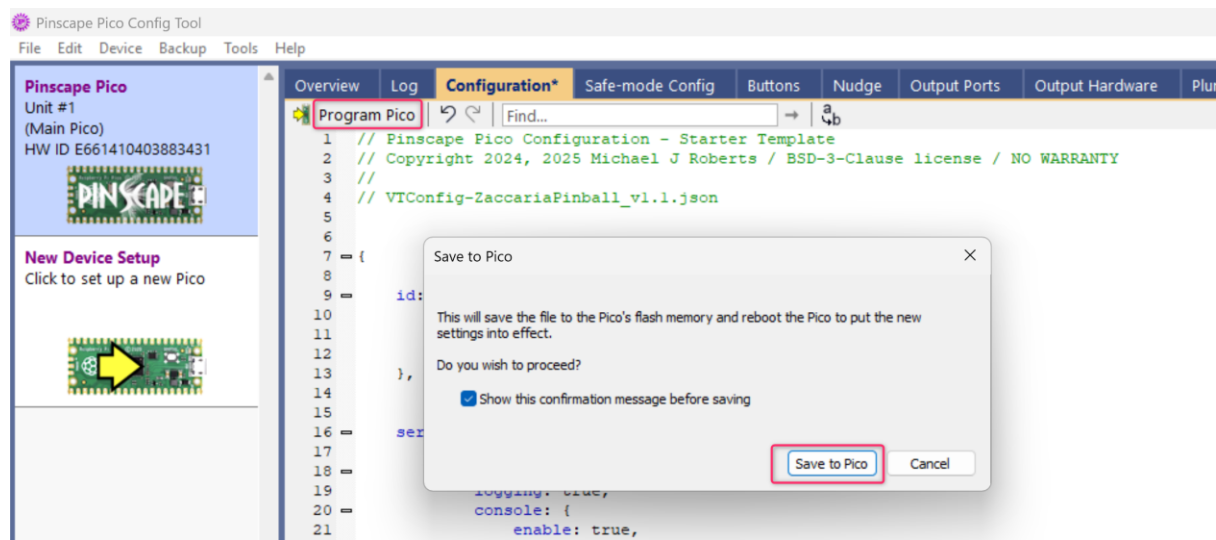 Pinscape Pico Config Tool
File Edit Device Backup Tools Help
Pinscape Pico
Unit #1
(Main Pico)
HW ID E661410403883431
PINSCAPE
New Device Setup
Click to set up a new Pico
Overview Log Configuration* Safe-mode Config Buttons Nudge Output Ports Output Hardware
Program Pico Find... → a b
1 // Pinscape Pico Configuration - Starter Template
2 // Copyright 2024, 2025 Michael J Roberts / BSD-3-Clause license / NO WARRANTY
3 //
4 // VTConfig-ZaccariaPinball_v1.1.json
5
6
7 {
8
9 id:
10
11
12
13 },
14
15
16 ser
17
18
19 logging: true,
20 console: {
21 enable: true,
Save to Pico
This will save the file to the Pico's flash memory and reboot the Pico to put the new
settings into effect.
Do you wish to proceed?
Show this confirmation message before saving
Save to Pico Cancel